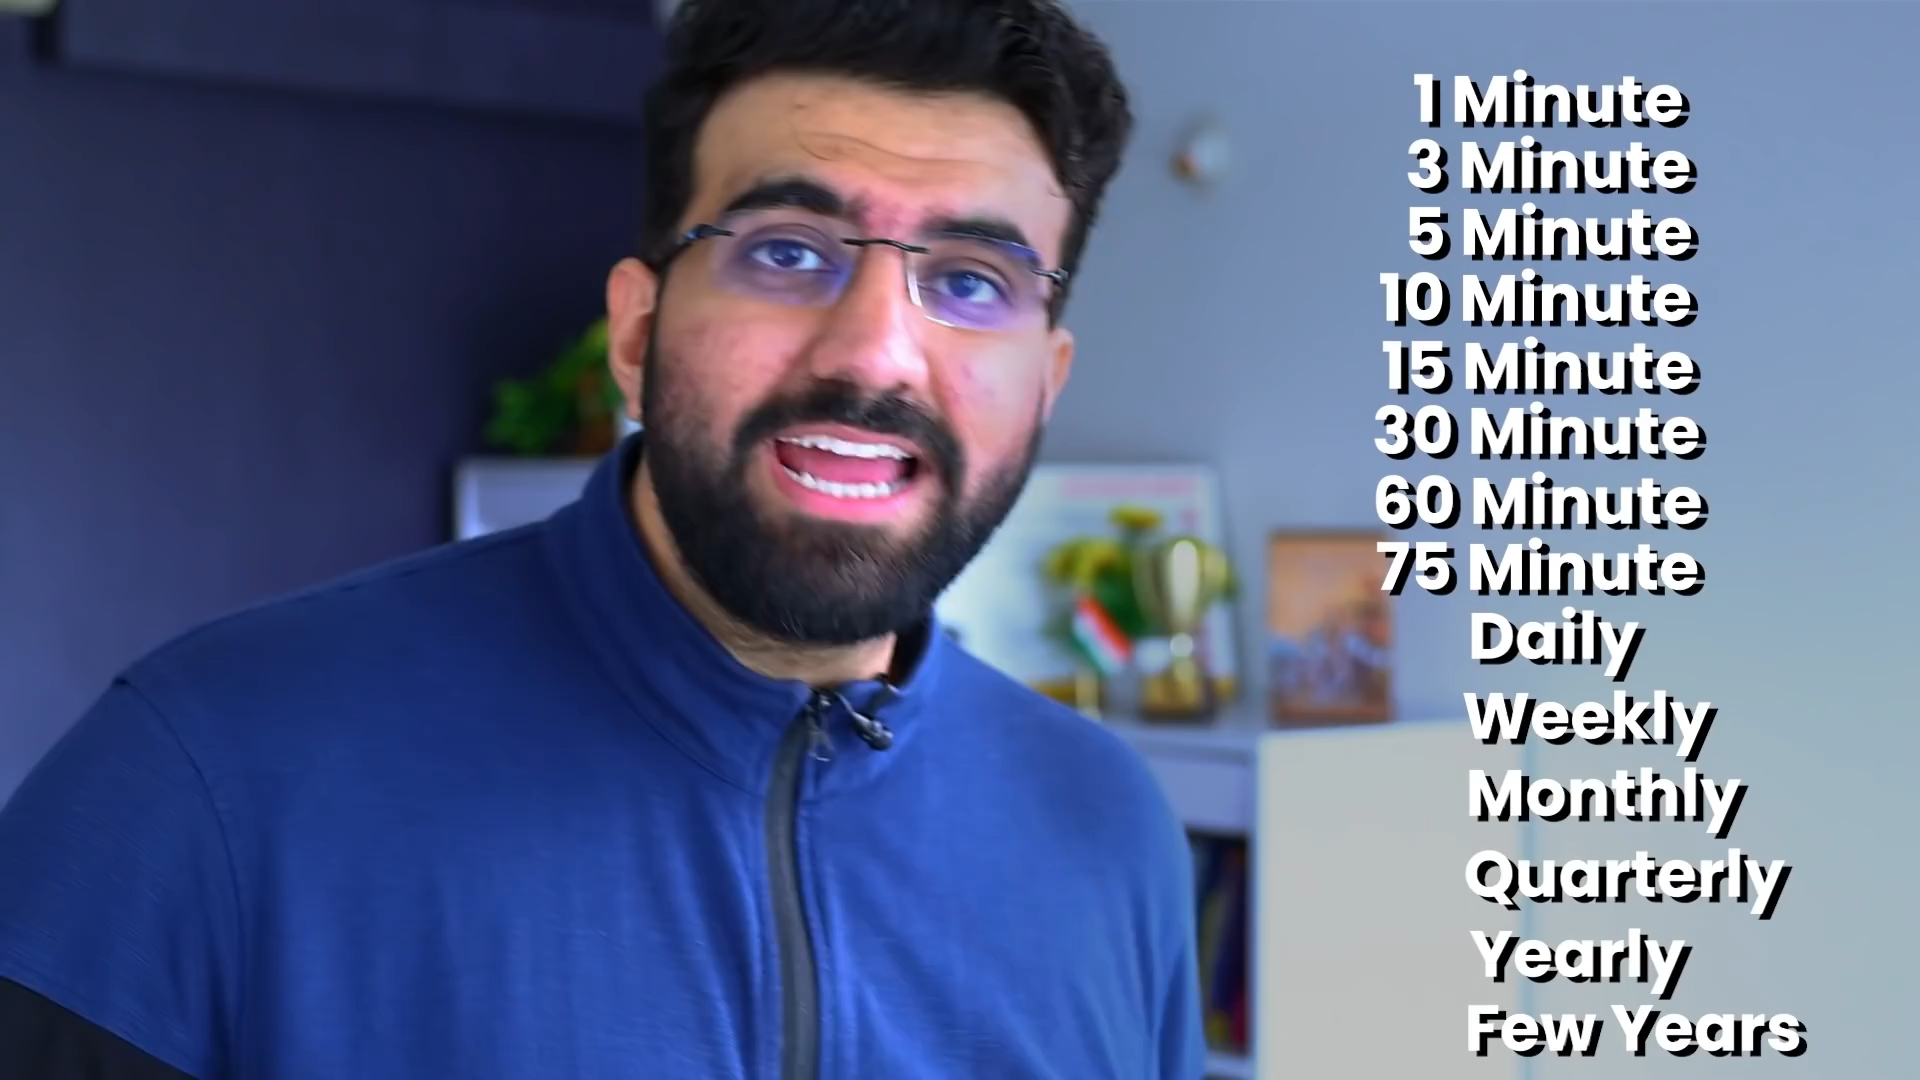 1 Minute
3 Minute
5 Minute
10 Minute
15 Minute
30 Minute
60 Minute
75 Minute
Daily
Weekly
Monthly
Quarterly
Yearly
Few Years